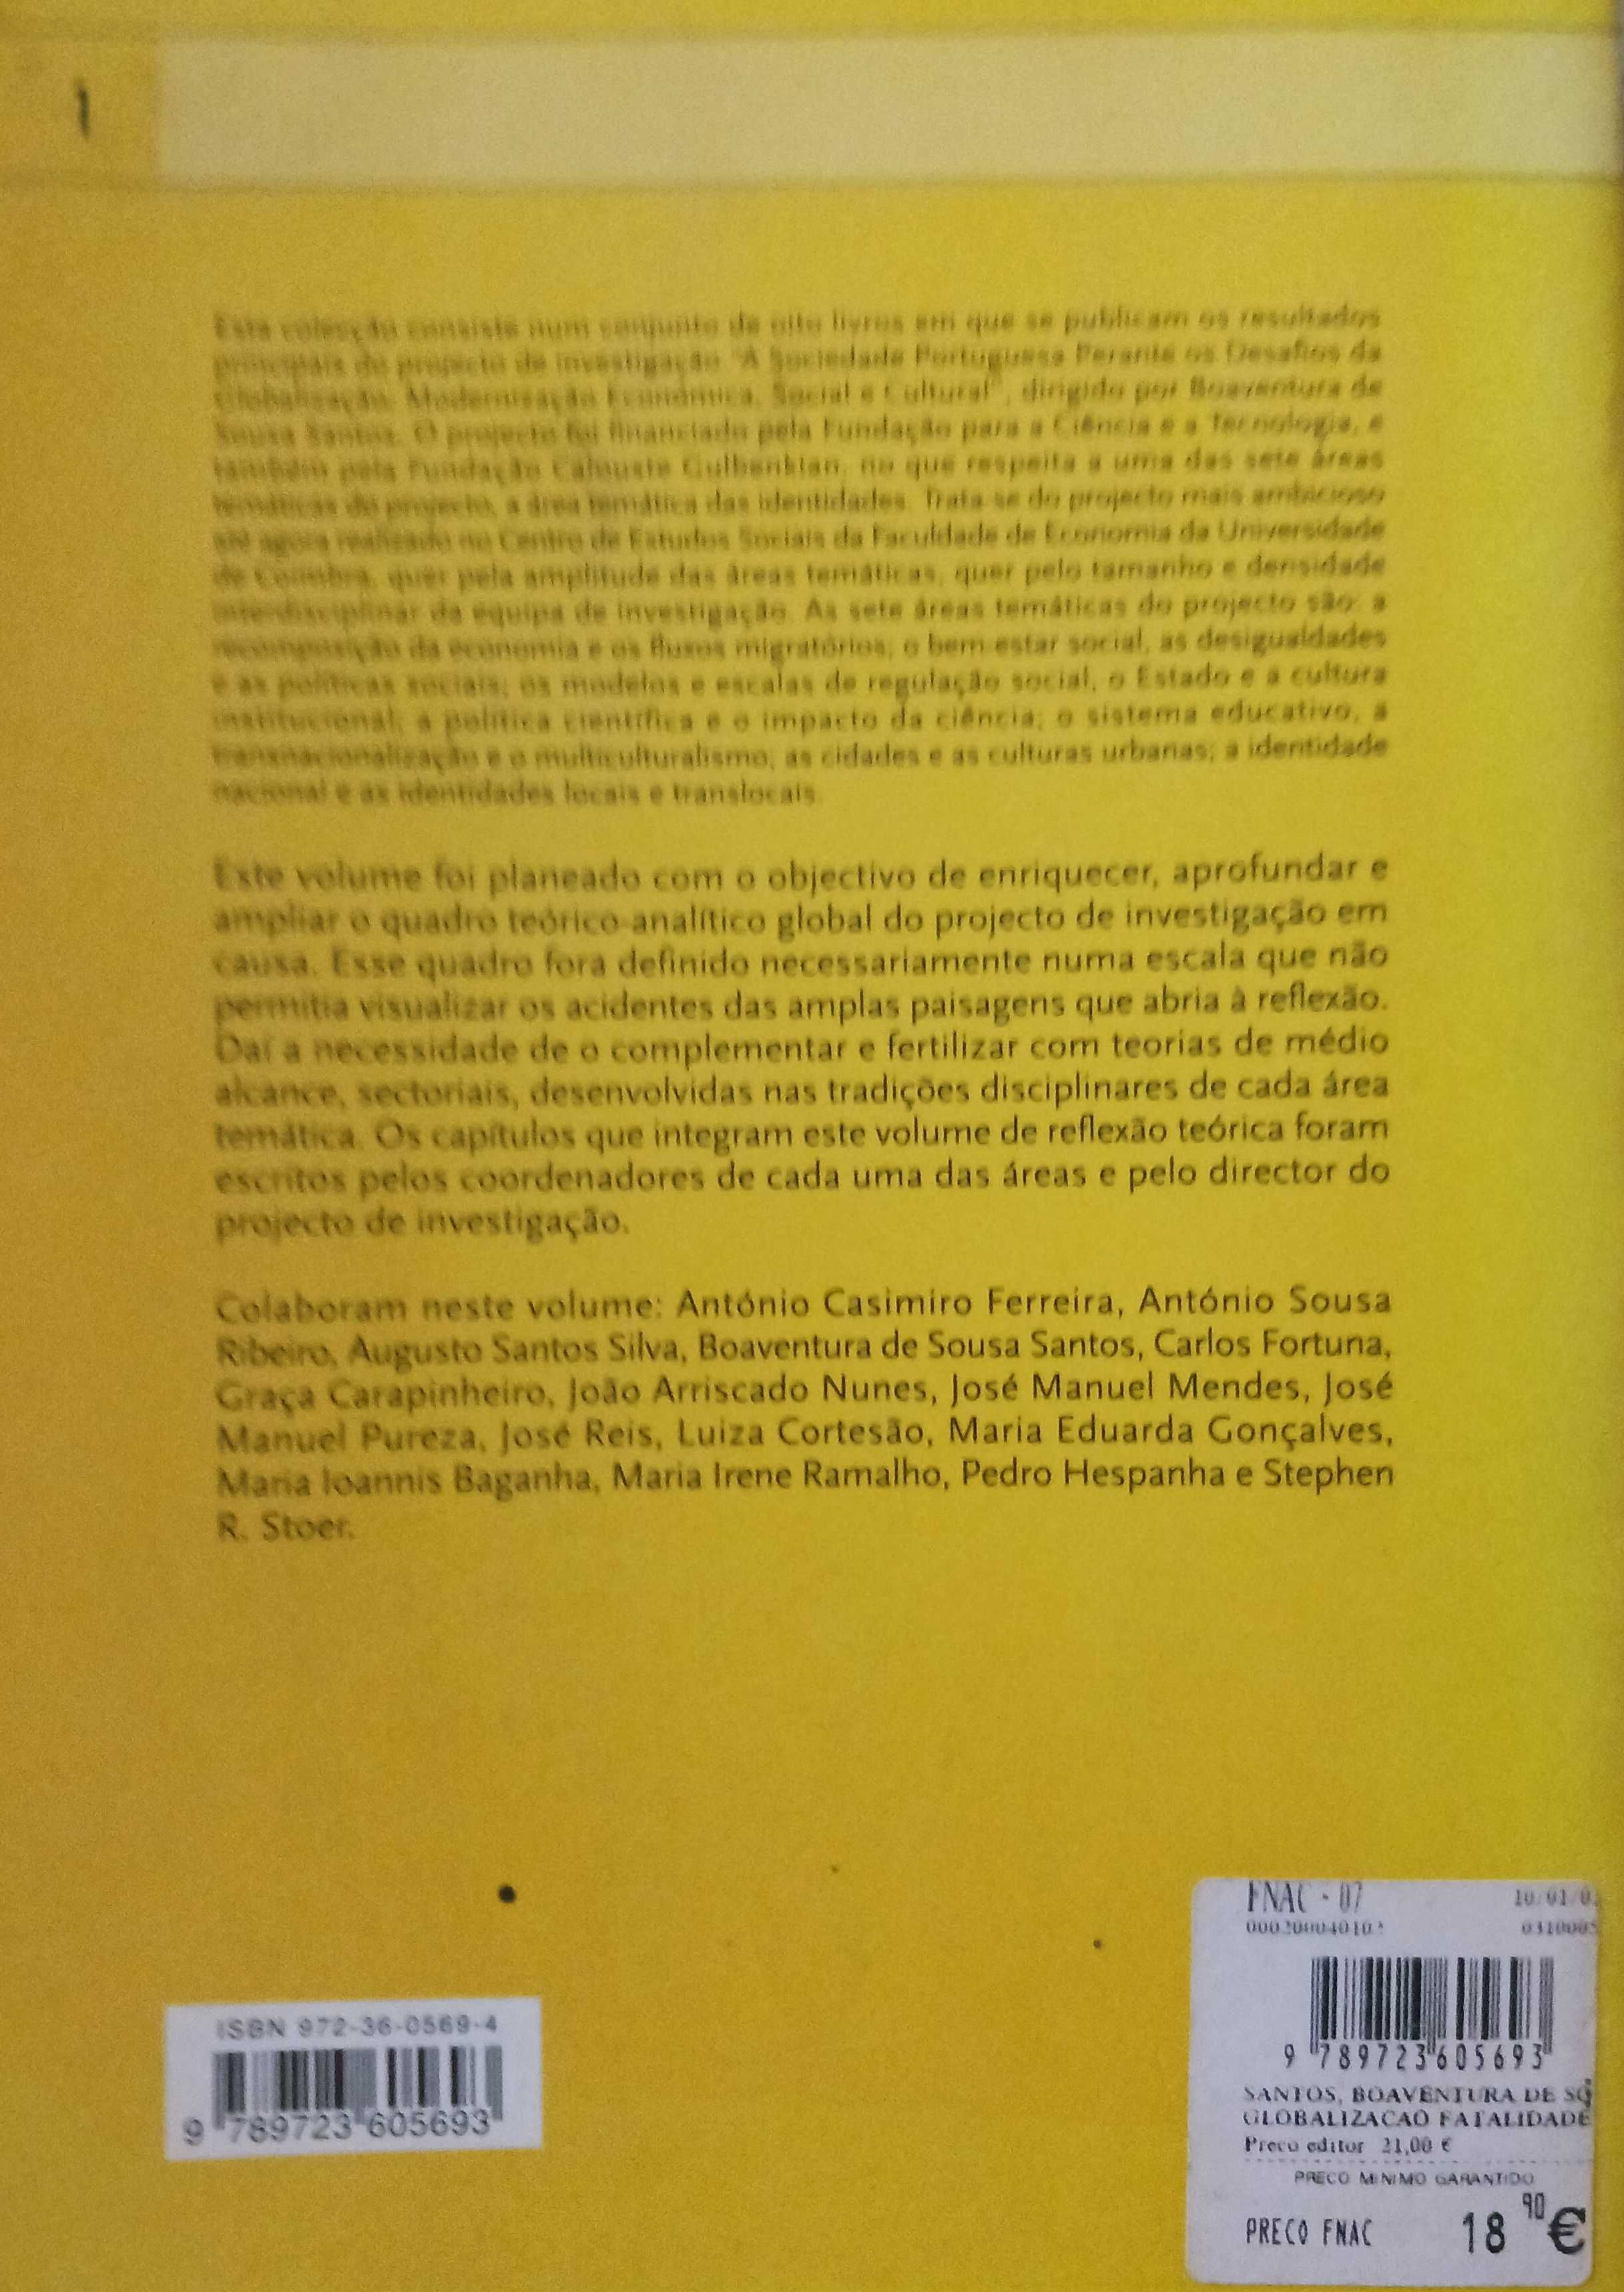 1
Esta colecção consiste num conjunto de oito livros em que se publicam os resultados
principais do projecto de investigação "A Sociedade Portuguesa Perante os Desafios da
Globalização: Modernização Económica, Social e Cultural", dirigido por Boaventura de
Sousa Santos. O projecto foi financiado pela Fundação para a Ciência e a Tecnologia, e
também pela Fundação Calouste Gulbenkian, no que respeita a uma das sete áreas
temáticas do projecto, a área temática das identidades. Trata-se do projecto mais ambicioso
até agora realizado no Centro de Estudos Sociais da Faculdade de Economia da Universidade
de Coimbra, quer pela amplitude das áreas temáticas, quer pelo tamanho e densidade
interdisciplinar da equipa de investigação. As sete áreas temáticas do projecto são: a
recomposição da economia e os fluxos migratórios; o bem-estar social, as desigualdades
e as políticas sociais; os modelos e escalas de regulação social, o Estado e a cultura
institucional; a política científica e o impacto da ciência; o sistema educativo, a
transnacionalização e o multiculturalismo; as cidades e as culturas urbanas; a identidade
nacional e as identidades locais e translocais.
Este volume foi planeado com o objectivo de enriquecer, aprofundar e
ampliar o quadro teórico-analítico global do projecto de investigação em
causa. Esse quadro fora definido necessariamente numa escala que não
permitia visualizar os acidentes das amplas paisagens que abria à reflexão.
Daí a necessidade de o complementar e fertilizar com teorias de médio
alcance, sectoriais, desenvolvidas nas tradições disciplinares de cada área
temática. Os capítulos que integram este volume de reflexão teórica foram
escritos pelos coordenadores de cada uma das áreas e pelo director do
projecto de investigação.
Colaboram neste volume: António Casimiro Ferreira, António Sousa
Ribeiro, Augusto Santos Silva, Boaventura de Sousa Santos, Carlos Fortuna,
Graça Carapinheiro, João Arriscado Nunes, José Manuel Mendes, José
Manuel Pureza, José Reis, Luiza Cortesão, Maria Eduarda Gonçalves,
Maria Ioannis Baganha, Maria Irene Ramalho, Pedro Hespanha e Stephen
R. Stoer.
ISBN 972-36-0569-4
9 789723 605693
FNAC - 07
9 789723 605693
SANTOS, BOAVENTURA DE SO
GLOBALIZACAO FATALIDADE
Preco editor 21,00 €
PRECO MINIMO GARANTIDO
PRECO FNAC 18 90 €